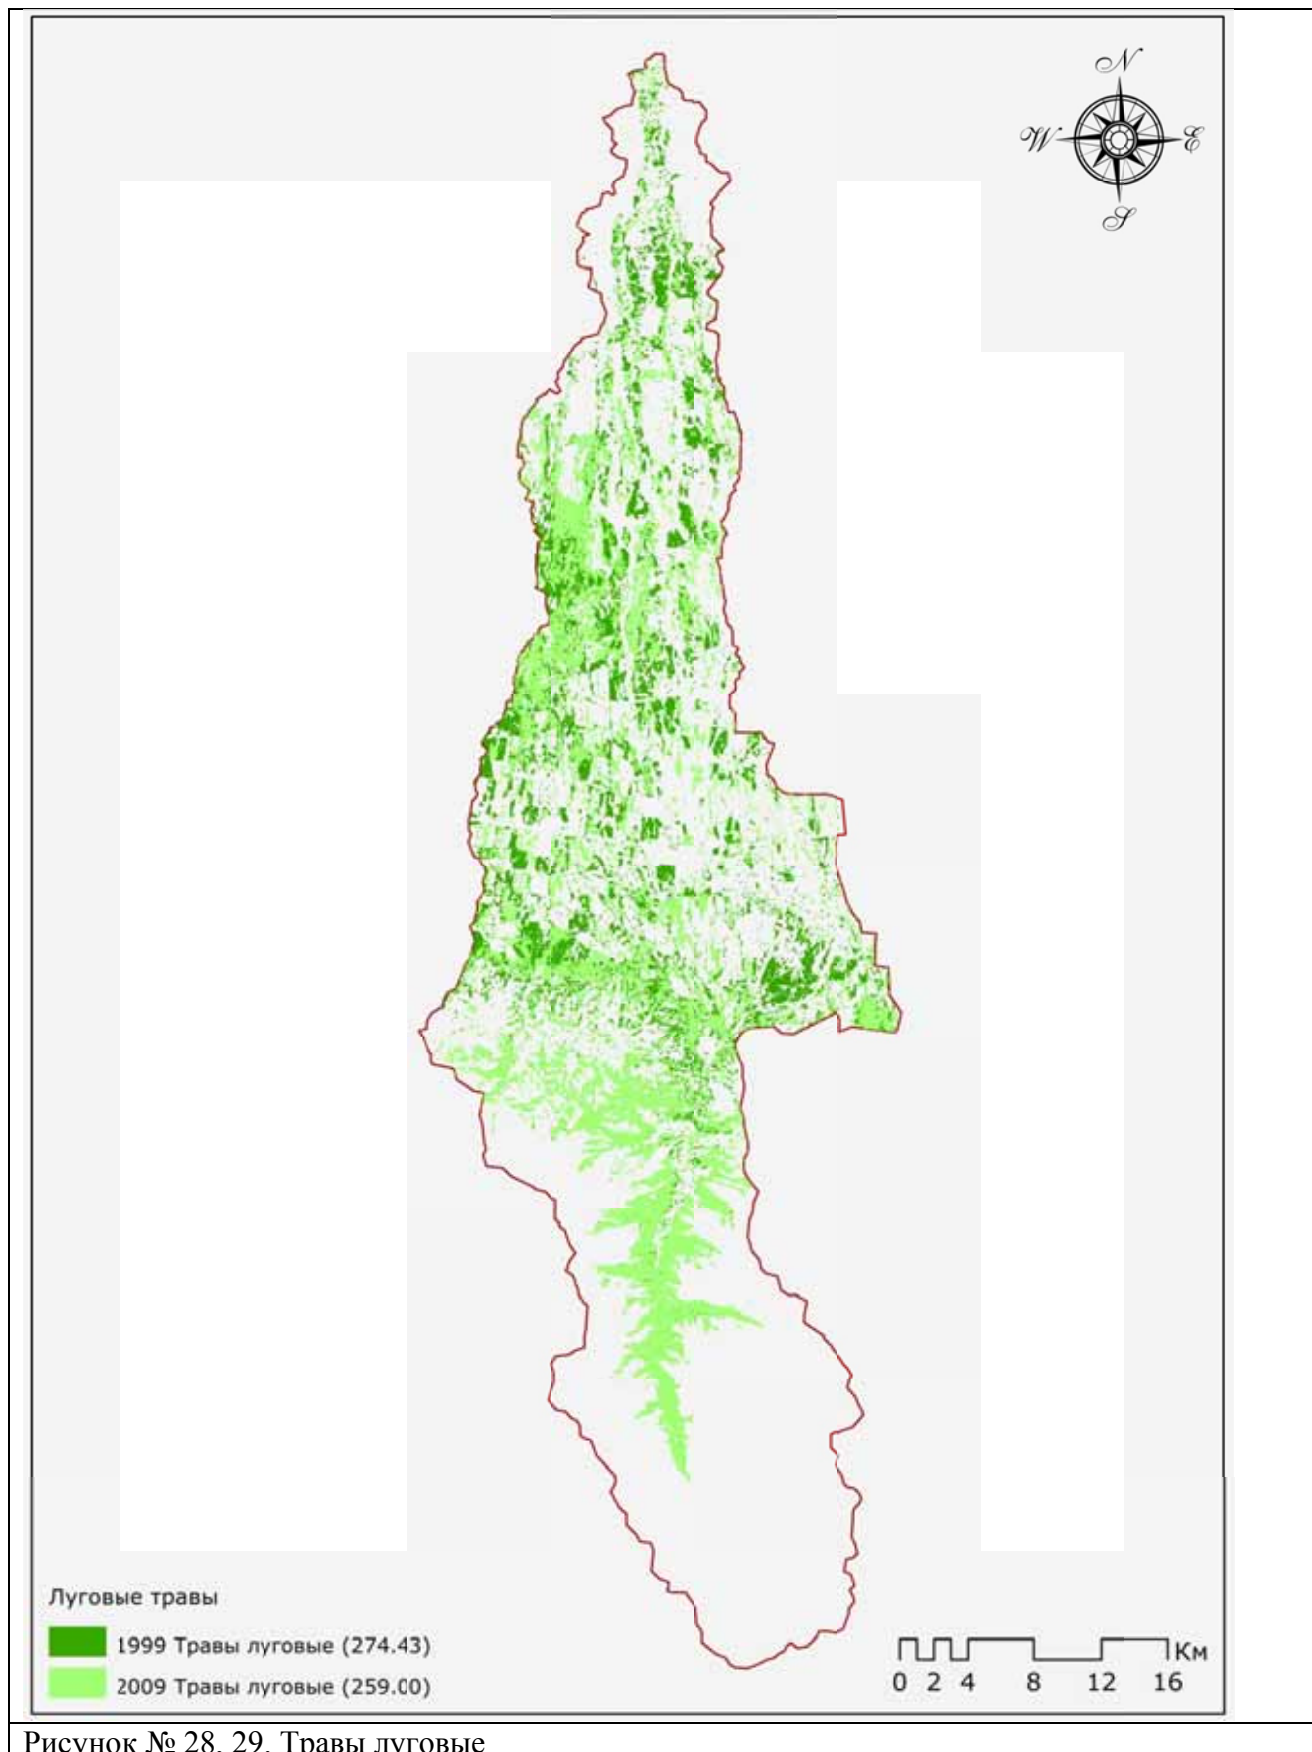 N
W E
S
Луговые травы
1999 Травы луговые (274.43)
2009 Травы луговые (259.00)
Км
0 2 4 8 12 16
Рисунок № 28, 29. Травы луговые